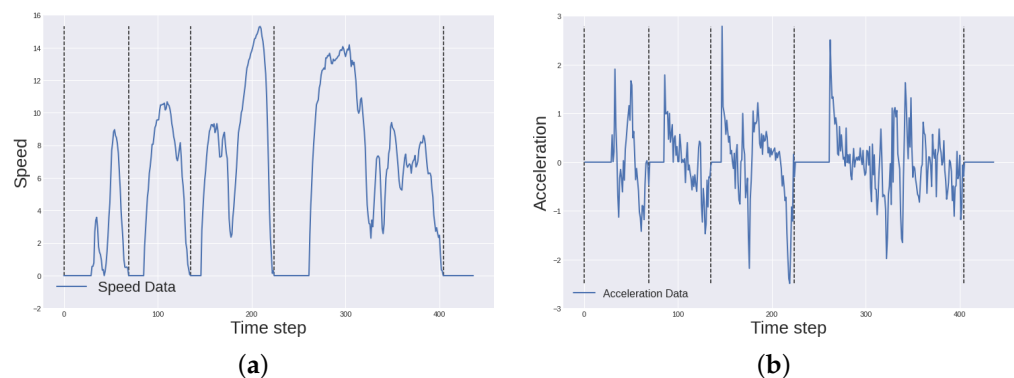 16
14
12
10
8
6
4
2
0
−2
Speed
0 100 200 300 400
Time step
Speed Data
(a)
3
2
1
0
−1
−2
−3
Acceleration
0 100 200 300 400
Time step
Acceleration Data
(b)